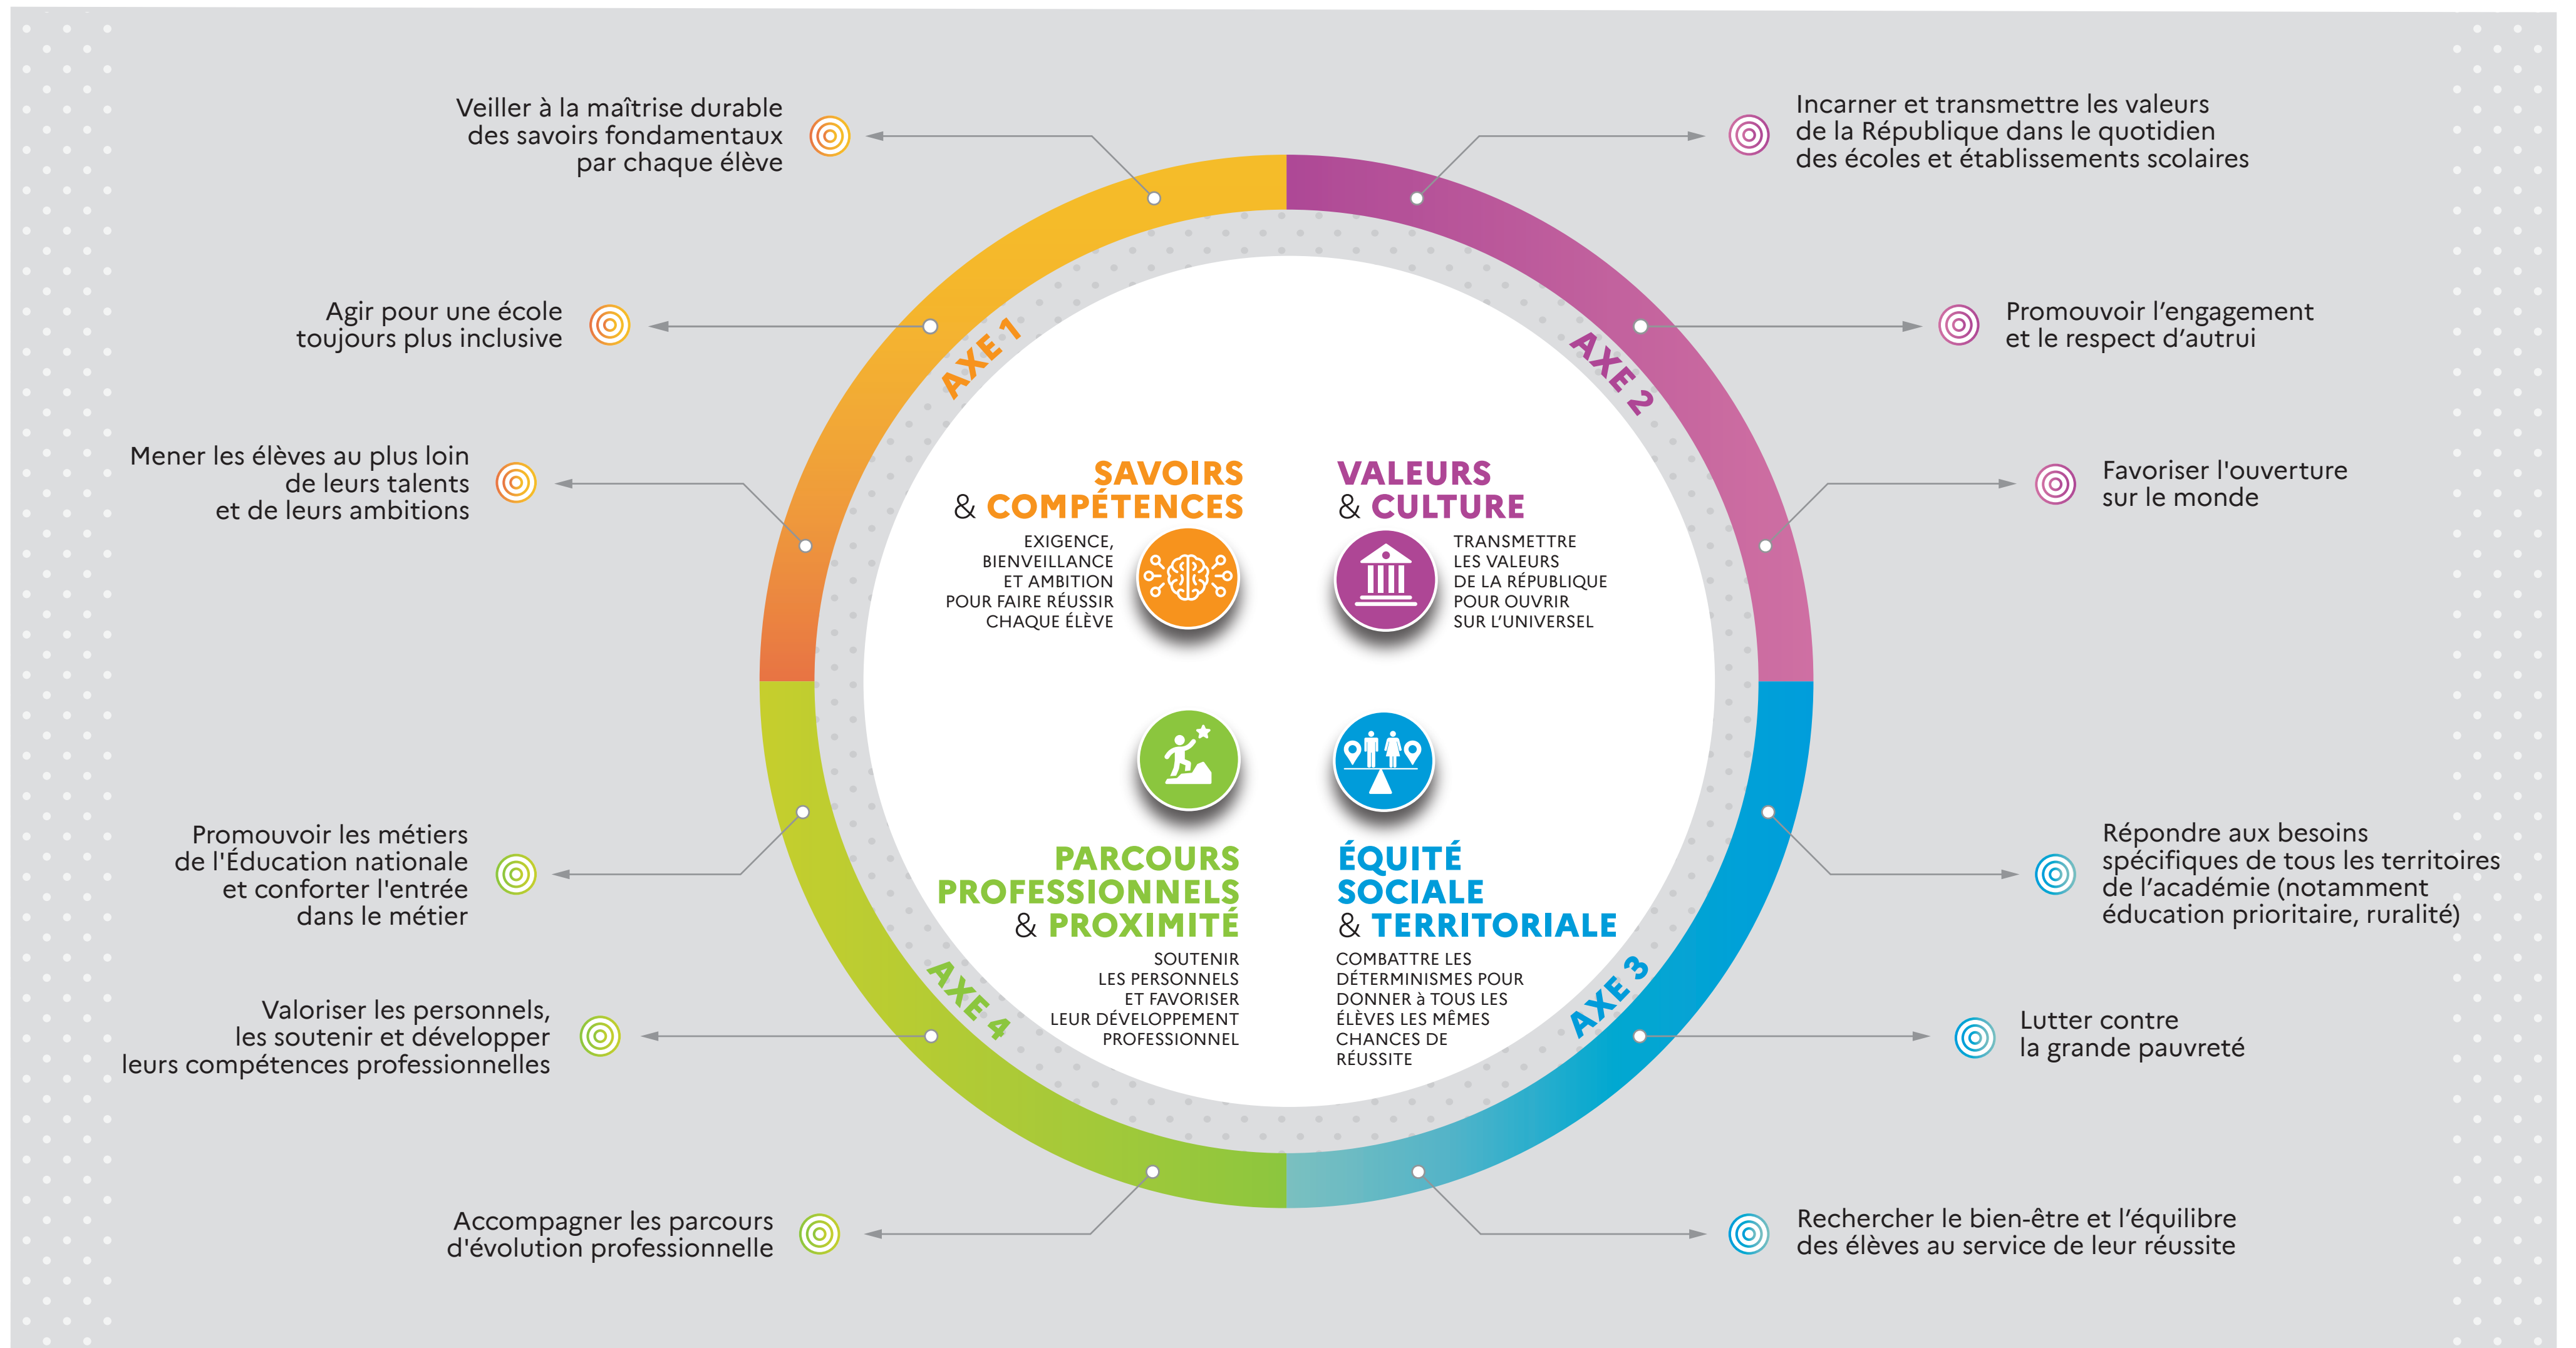 Veiller à la maîtrise durable
des savoirs fondamentaux
par chaque élève
Agir pour une école
toujours plus inclusive
Mener les élèves au plus loin
de leurs talents
et de leurs ambitions
AXE 1
SAVOIRS
& COMPÉTENCES
EXIGENCE,
BIENVEILLANCE
ET AMBITION
POUR FAIRE RÉUSSIR
CHAQUE ÉLÈVE
Incarner et transmettre les valeurs
de la République dans le quotidien
des écoles et établissements scolaires
Promouvoir l’engagement
et le respect d’autrui
Favoriser l'ouverture
sur le monde
AXE 2
VALEURS
& CULTURE
TRANSMETTRE
LES VALEURS
DE LA RÉPUBLIQUE
POUR OUVRIR
SUR L’UNIVERSEL
AXE 3
ÉQUITÉ
SOCIALE
& TERRITORIALE
COMBATTRE LES
DÉTERMINISMES POUR
DONNER à TOUS LES
ÉLÈVES LES MÊMES
CHANCES DE
RÉUSSITE
Répondre aux besoins
spécifiques de tous les territoires
de l’académie (notamment
éducation prioritaire, ruralité)
Lutter contre
la grande pauvreté
Rechercher le bien-être et l’équilibre
des élèves au service de leur réussite
AXE 4
PARCOURS
PROFESSIONNELS
& PROXIMITÉ
SOUTENIR
LES PERSONNELS
ET FAVORISER
LEUR DÉVELOPPEMENT
PROFESSIONNEL
Promouvoir les métiers
de l'Éducation nationale
et conforter l'entrée
dans le métier
Valoriser les personnels,
les soutenir et développer
leurs compétences professionnelles
Accompagner les parcours
d'évolution professionnelle